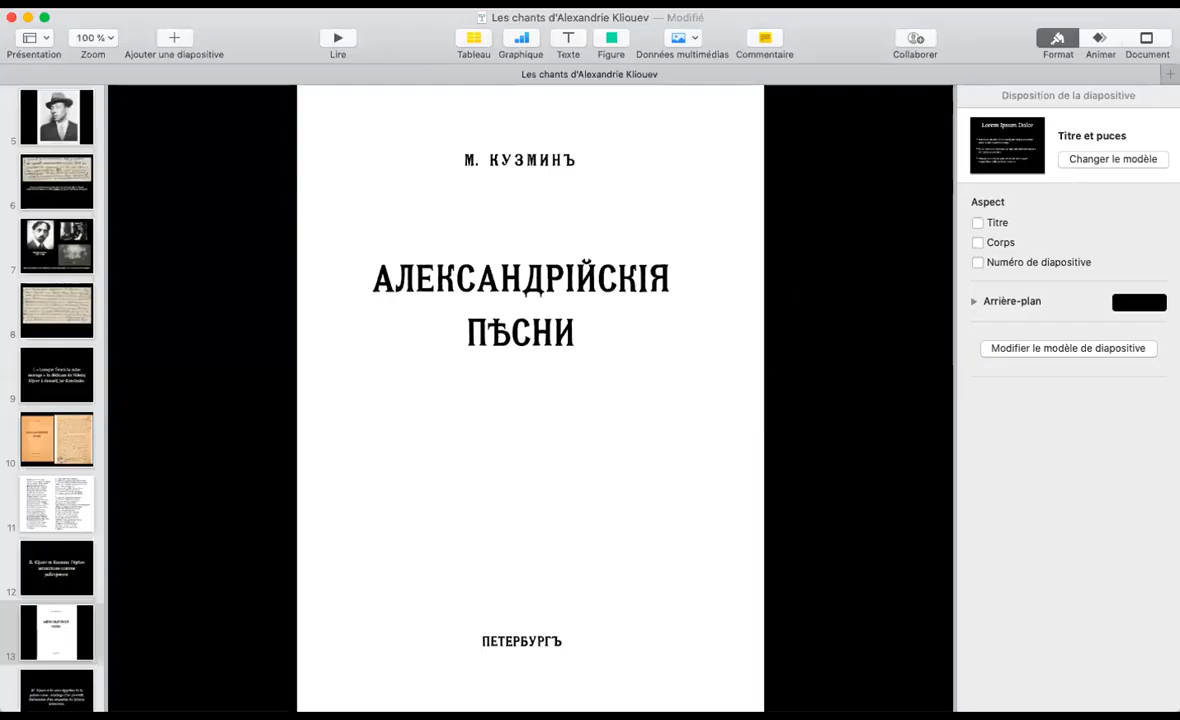 Les chants d'Alexandrie Kliouev — Modifié
100 %
Présentation
Zoom
Ajouter une diapositive
Lire
Tableau
Graphique
Texte
Figure
Données multimédias
Commentaire
Collaborer
Format
Animer
Document
Les chants d'Alexandrie Kliouev
Disposition de la diapositive
Lorem Ipsum Dolor
Titre et puces
Changer le modèle
Aspect
Titre
Corps
Numéro de diapositive
Arrière-plan
Modifier le modèle de diapositive
5
6
7
8
9
10
11
12
13
М. КУЗМИНЪ
АЛЕКСАНДРІЙСКІЯ
ПѢСНИ
ПЕТЕРБУРГЪ